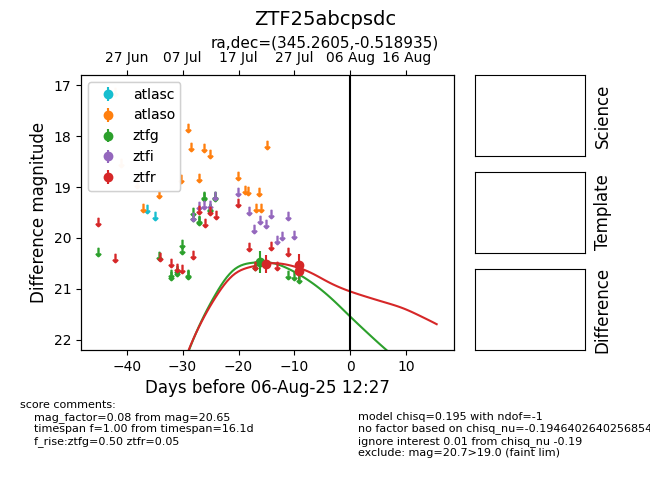 ZTF25abcpsdc
ra,dec=(345.2605,-0.518935)
27 Jun 07 Jul 17 Jul 27 Jul 06 Aug 16 Aug
17
18
19
20
21
22
Difference magnitude
atlasc
atlaso
ztfg
ztfi
ztfr
−40 −30 −20 −10 0 10
Days before 06-Aug-25 12:27
Science
Template
Difference
score comments:
mag_factor=0.08 from mag=20.65
timespan f=1.00 from timespan=16.1d
f_rise:ztfg=0.50 ztfr=0.05
model chisq=0.195 with ndof=-1
no factor based on chisq_nu=-0.1946402640256854
ignore interest 0.01 from chisq_nu -0.19
exclude: mag=20.7>19.0 (faint lim)